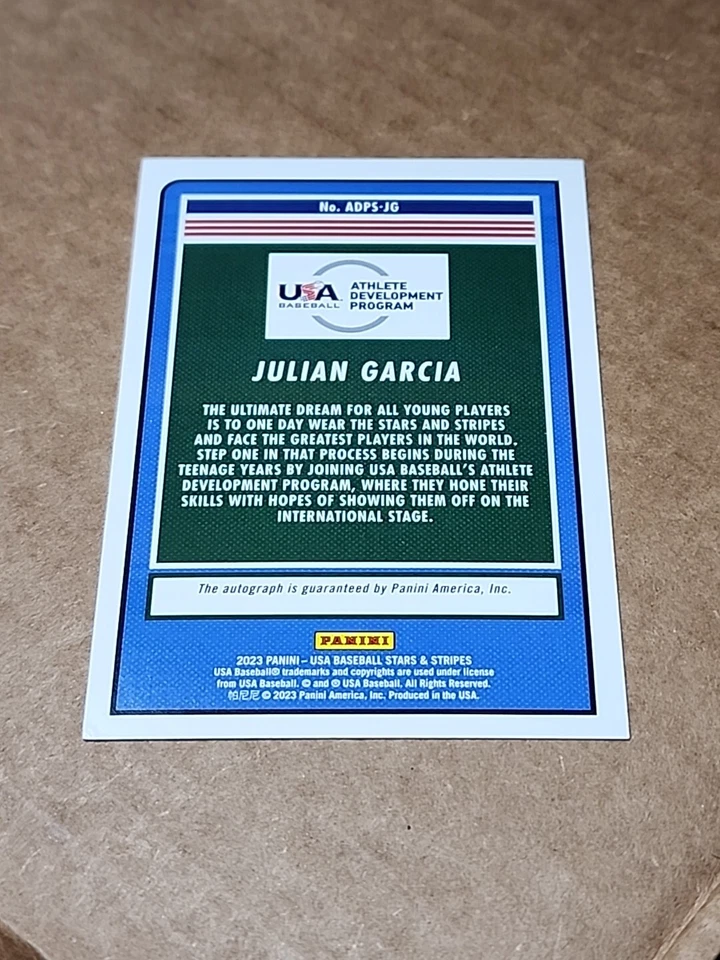 No. ADPS-JG
USA
BASEBALL
ATHLETE
DEVELOPMENT
PROGRAM
JULIAN GARCIA
THE ULTIMATE DREAM FOR ALL YOUNG PLAYERS
IS TO ONE DAY WEAR THE STARS AND STRIPES
AND FACE THE GREATEST PLAYERS IN THE WORLD.
STEP ONE IN THAT PROCESS BEGINS DURING THE
TEENAGE YEARS BY JOINING USA BASEBALL'S ATHLETE
DEVELOPMENT PROGRAM, WHERE THEY HONE THEIR
SKILLS WITH HOPES OF SHOWING THEM OFF ON THE
INTERNATIONAL STAGE.
The autograph is guaranteed by Panini America, Inc.
PANINI
2023 PANINI – USA BASEBALL STARS & STRIPES
USA Baseball® trademarks and copyrights are used under license
from USA Baseball. © and ® USA Baseball. All Rights Reserved.
帕尼尼 © 2023 Panini America, Inc. Produced in the USA.